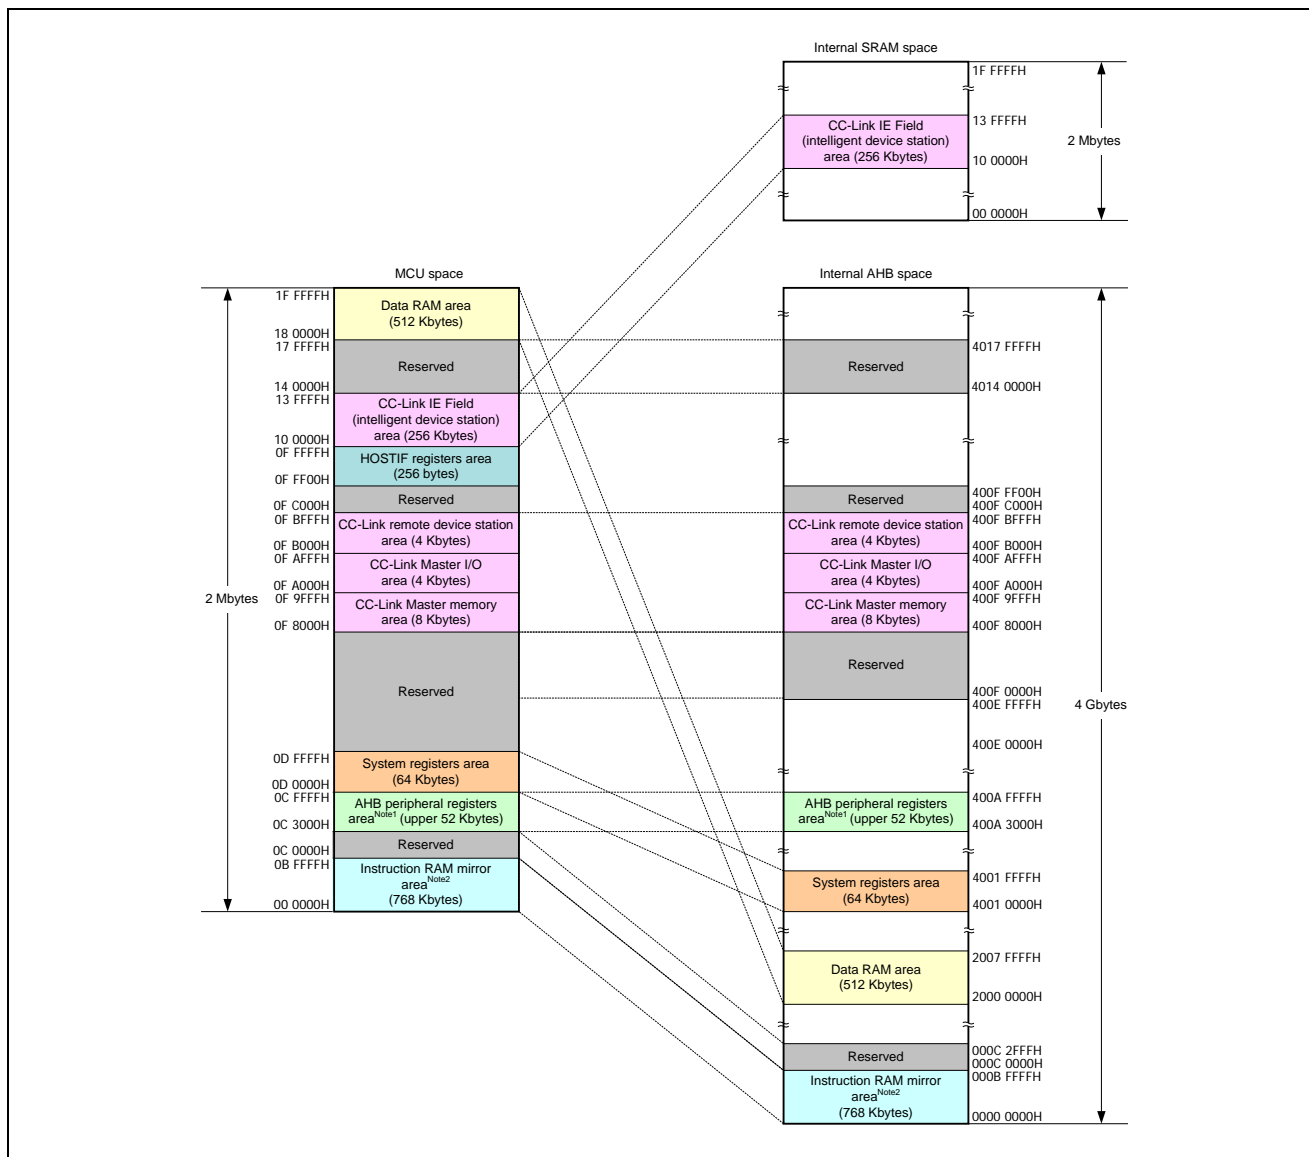 Internal SRAM space
1F FFFFH
CC-Link IE Field
(intelligent device station)
area (256 Kbytes)
13 FFFFH
10 0000H
2 Mbytes
00 0000H
MCU space
1F FFFFH
Data RAM area
(512 Kbytes)
18 0000H
17 FFFFH
Reserved
14 0000H
13 FFFFH
CC-Link IE Field
(intelligent device station)
area (256 Kbytes)
10 0000H
0F FFFFH
HOSTIF registers area
(256 bytes)
0F FF00H
Reserved
0F C000H
0F BFFFH
CC-Link remote device station
area (4 Kbytes)
0F B000H
0F AFFFH
CC-Link Master I/O
area (4 Kbytes)
0F A000H
0F 9FFFH
2 Mbytes
CC-Link Master memory
area (8 Kbytes)
0F 8000H
Reserved
0D FFFFH
System registers area
(64 Kbytes)
0D 0000H
0C FFFFH
AHB peripheral registers
areaNote1 (upper 52 Kbytes)
0C 3000H
Reserved
0C 0000H
0B FFFFH
Instruction RAM mirror
areaNote2
(768 Kbytes)
00 0000H
Internal AHB space
Reserved
4017 FFFFH
4014 0000H
Reserved
400F FF00H
400F C000H
400F BFFFH
CC-Link remote device station
area (4 Kbytes)
400F B000H
400F AFFFH
CC-Link Master I/O
area (4 Kbytes)
400F A000H
400F 9FFFH
CC-Link Master memory
area (8 Kbytes)
400F 8000H
Reserved
400F 0000H
400E FFFFH
4 Gbytes
400E 0000H
AHB peripheral registers
areaNote1 (upper 52 Kbytes)
400A FFFFH
400A 3000H
System registers area
(64 Kbytes)
4001 FFFFH
4001 0000H
Data RAM area
(512 Kbytes)
2007 FFFFH
2000 0000H
Reserved
000C 2FFFH
000C 0000H
000B FFFFH
Instruction RAM mirror
areaNote2
(768 Kbytes)
0000 0000H